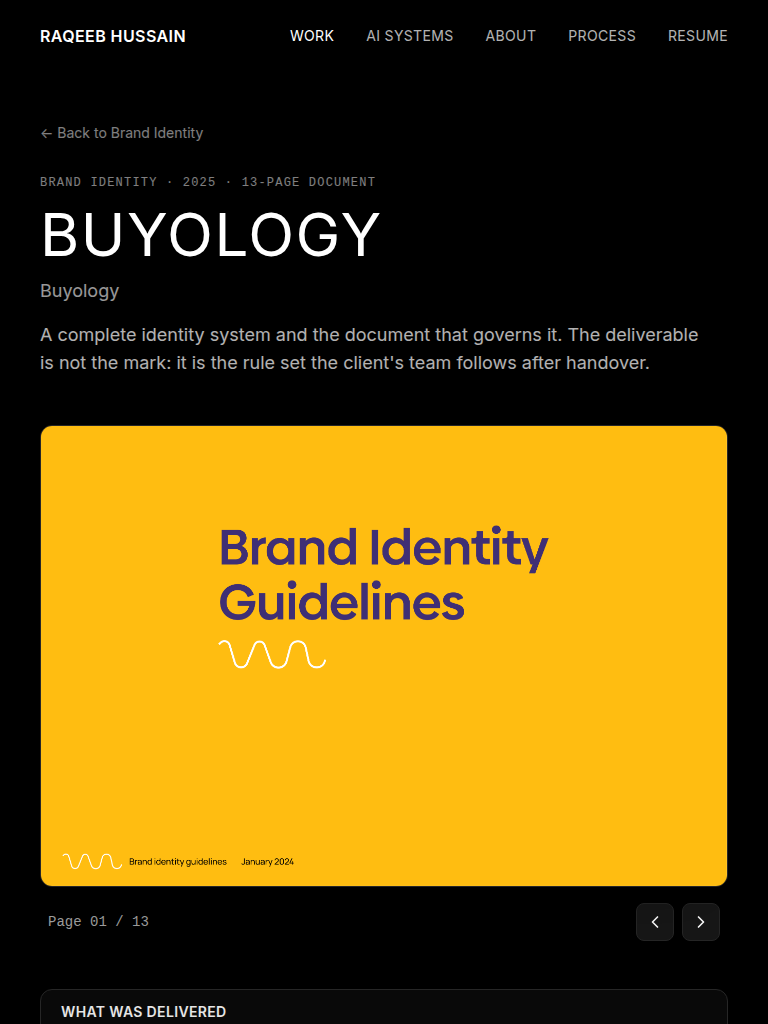 RAQEEB HUSSAIN WORK AI SYSTEMS ABOUT PROCESS RESUME
← Back to Brand Identity
BRAND IDENTITY · 2025 · 13-PAGE DOCUMENT
BUYOLOGY
Buyology
A complete identity system and the document that governs it. The deliverable
is not the mark: it is the rule set the client's team follows after handover.
Brand Identity
Guidelines
Brand identity guidelines January 2024
Page 01 / 13
WHAT WAS DELIVERED